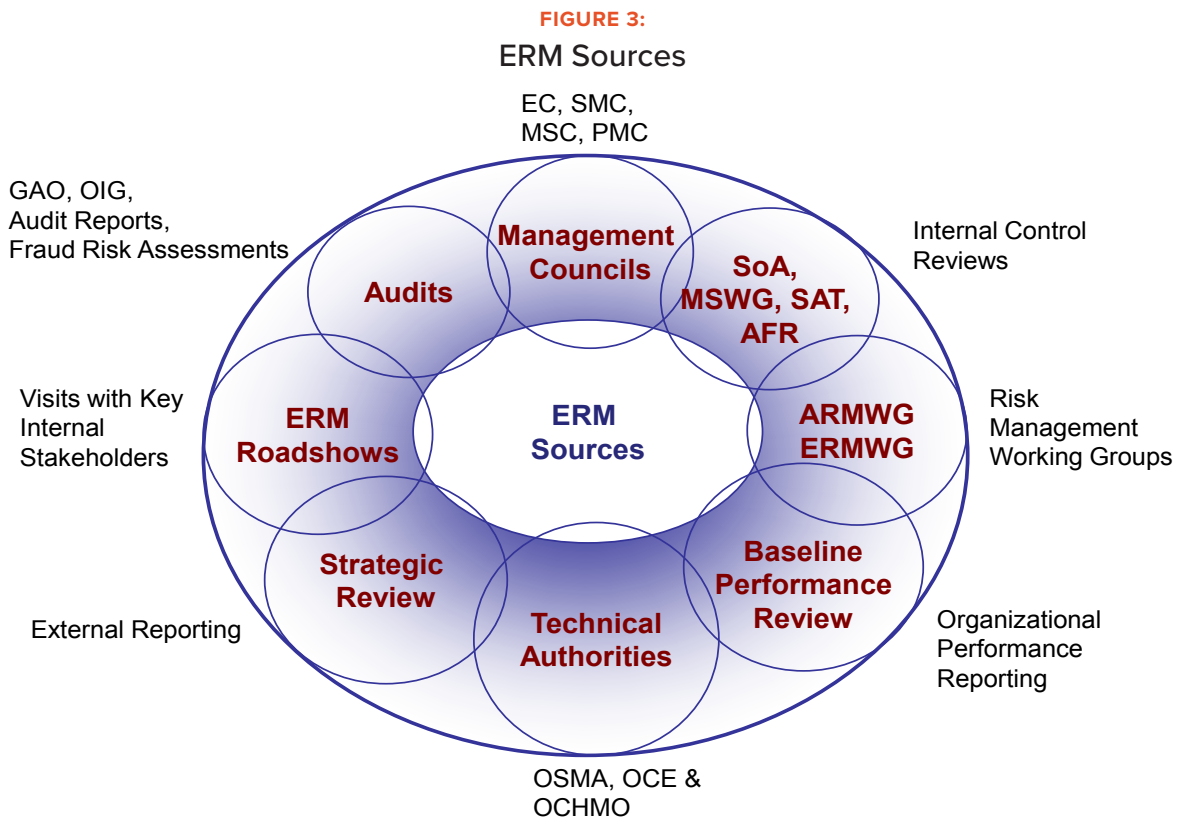 FIGURE 3:
ERM Sources
EC, SMC,
MSC, PMC
GAO, OIG,
Audit Reports,
Fraud Risk Assessments
Internal Control
Reviews
Management
Councils
Audits
SoA,
MSWG, SAT,
AFR
Visits with Key
Internal
Stakeholders
ERM
Roadshows
ERM
Sources
ARMWG
ERMWG
Risk
Management
Working Groups
Strategic
Review
Baseline
Performance
Review
Technical
Authorities
External Reporting
Organizational
Performance
Reporting
OSMA, OCE &
OCHMO